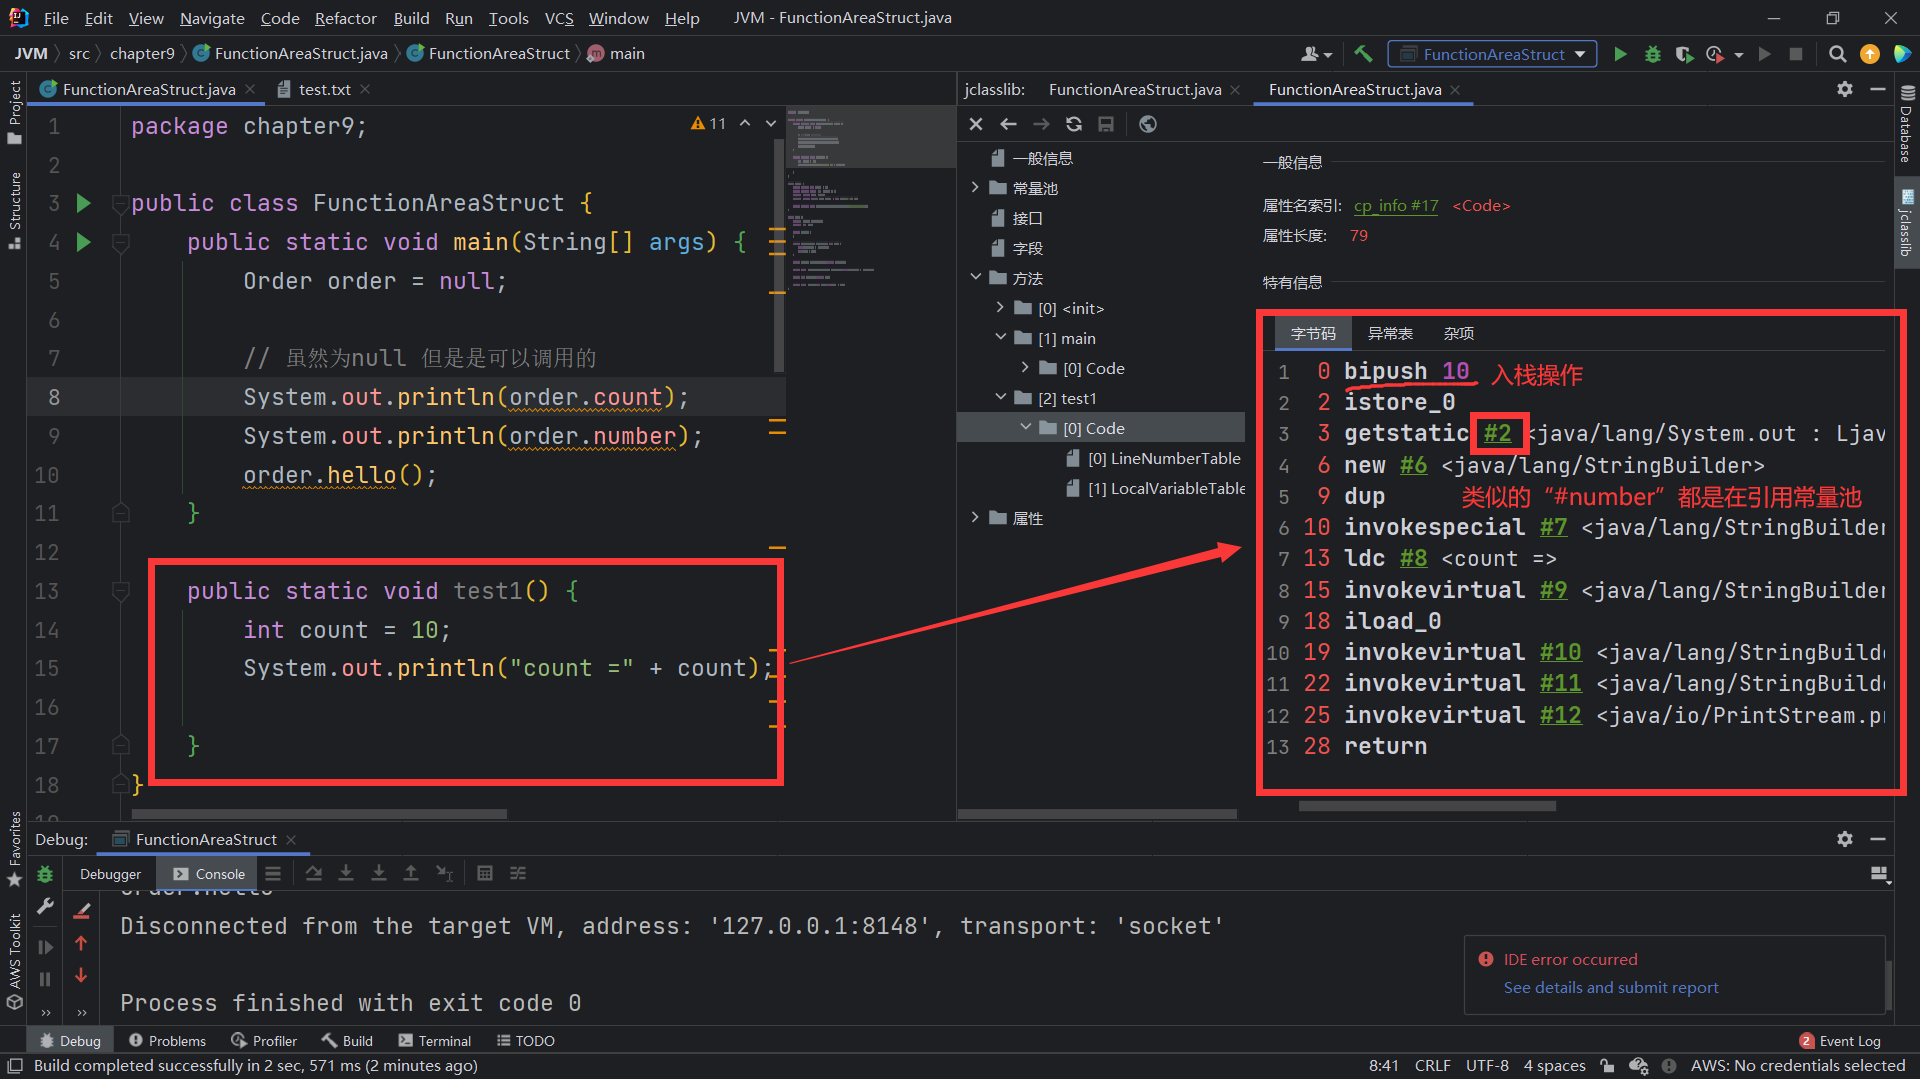 File Edit View Navigate Code Refactor Build Run Tools VCS Window Help JVM - FunctionAreaStruct.java
JVM src chapter9 FunctionAreaStruct.java FunctionAreaStruct main
FunctionAreaStruct
Project
Structure
Favorites
AWS Toolkit
FunctionAreaStruct.java test.txt
11
1 package chapter9;
2
3 public class FunctionAreaStruct {
4 public static void main(String[] args) {
5 Order order = null;
6
7 // 虽然为null 但是是可以调用的
8 System.out.println(order.count);
9 System.out.println(order.number);
10 order.hello();
11 }
12
13 public static void test1() {
14 int count = 10;
15 System.out.println("count =" + count);
16
17 }
18 }
jclasslib: FunctionAreaStruct.java FunctionAreaStruct.java
一般信息
常量池
接口
字段
方法
[0] <init>
[1] main
[0] Code
[2] test1
[0] Code
[0] LineNumberTable
[1] LocalVariableTable
属性
一般信息
属性名索引: cp_info #17 <Code>
属性长度: 79
特有信息
字节码 异常表 杂项
1 0 bipush 10 入栈操作
2 2 istore_0
3 3 getstatic #2 <java/lang/System.out : Ljav
4 6 new #6 <java/lang/StringBuilder>
5 9 dup 类似的“#number”都是在引用常量池
6 10 invokespecial #7 <java/lang/StringBuilder
7 13 ldc #8 <count =>
8 15 invokevirtual #9 <java/lang/StringBuilder
9 18 iload_0
10 19 invokevirtual #10 <java/lang/StringBuild
11 22 invokevirtual #11 <java/lang/StringBuild
12 25 invokevirtual #12 <java/io/PrintStream.p
13 28 return
Database
jclasslib
Debug: FunctionAreaStruct
Debugger Console
order.hello
Disconnected from the target VM, address: '127.0.0.1:8148', transport: 'socket'
Process finished with exit code 0
IDE error occurred
See details and submit report
Debug Problems Profiler Build Terminal TODO 2 Event Log
Build completed successfully in 2 sec, 571 ms (2 minutes ago) 8:41 CRLF UTF-8 4 spaces AWS: No credentials selected